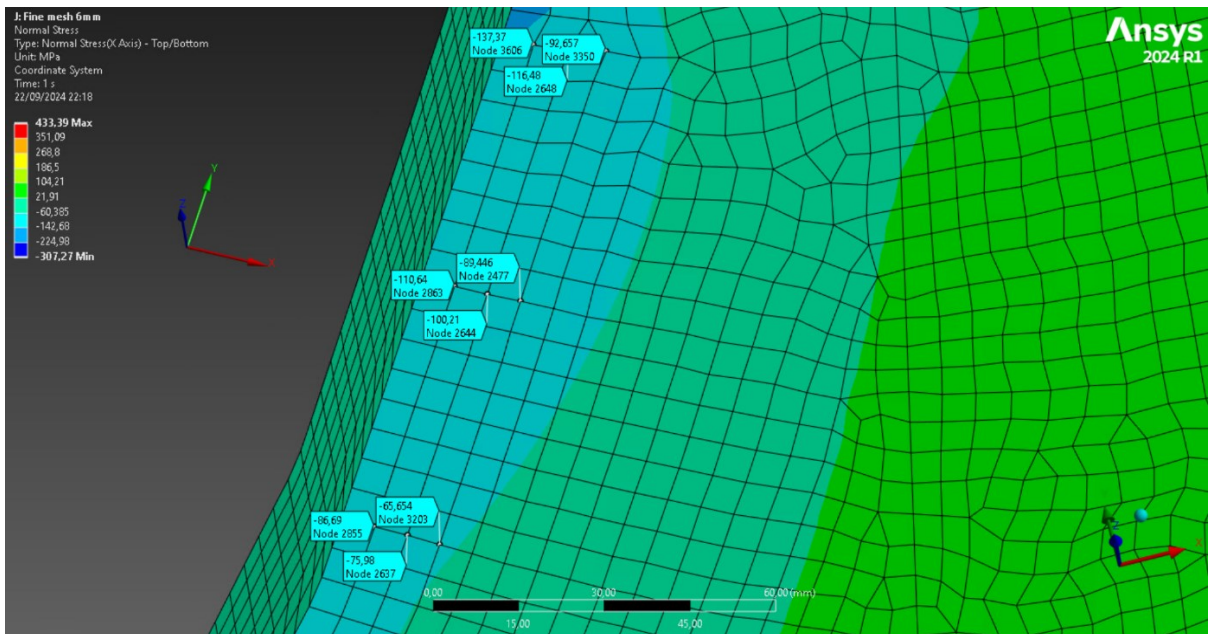 J: Fine mesh 6mm
Normal Stress
Type: Normal Stress(X Axis) - Top/Bottom
Unit: MPa
Coordinate System
Time: 1 s
22/09/2024 22:18
433,39 Max
351,09
268,8
186,5
104,21
21,91
-60,385
-142,68
-224,98
-307,27 Min
Ansys
2024 R1
-137,37
Node 3606
-92,657
Node 3350
-116,48
Node 2648
Y
Z
X
-89,446
Node 2477
-110,64
Node 2863
-100,21
Node 2644
-65,654
Node 3203
-86,69
Node 2855
-75,98
Node 2637
Z
X
0,00
30,00
60,00 (mm)
15,00
45,00